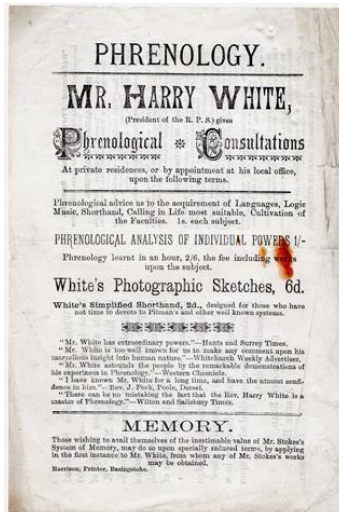 PHRENOLOGY.
MR. HARRY WHITE,
(President of the R. P. S.) gives
Phrenological * Consultations
At private residences, or by appointment at his local office,
upon the following terms.
Phrenological advice as to the acquirement of Languages, Logic
Music, Shorthand, Calling in Life most suitable, Cultivation of
the Faculties. 1s. each subject.
PHRENOLOGICAL ANALYSIS OF INDIVIDUAL POWERS 1/-
Phrenology learnt in an hour, 2/6, the fee including works
upon the subject.
White's Photographic Sketches, 6d.
White's Simplified Shorthand, 2d., designed for those who have
not time to devote to Pitman's and other well known systems.
"Mr. White has extraordinary powers."—Hants and Surrey Times.
"Mr. White is too well known for us to make any comment upon his
marvellous insight into human nature."—Whitchurch Weekly Advertiser.
"Mr. White astounds the people by the remarkable demonstrations of
his expertness in Phrenology."—Western Chronicle.
"I have known Mr. White for a long time, and have the utmost confi-
dence in him."—Rev. J. Peck, Poole, Dorset.
"There can be no mistaking the fact that the Rev. Harry White is a
master of Phrenology."—Wilton and Salisbury Times.
MEMORY.
Those wishing to avail themselves of the inestimable value of Mr. Stokes's
System of Memory, may do so upon specially reduced terms, by applying
in the first instance to Mr. White, from whom any of Mr. Stokes's works
may be obtained.
Harrison, Printer, Basingstoke.